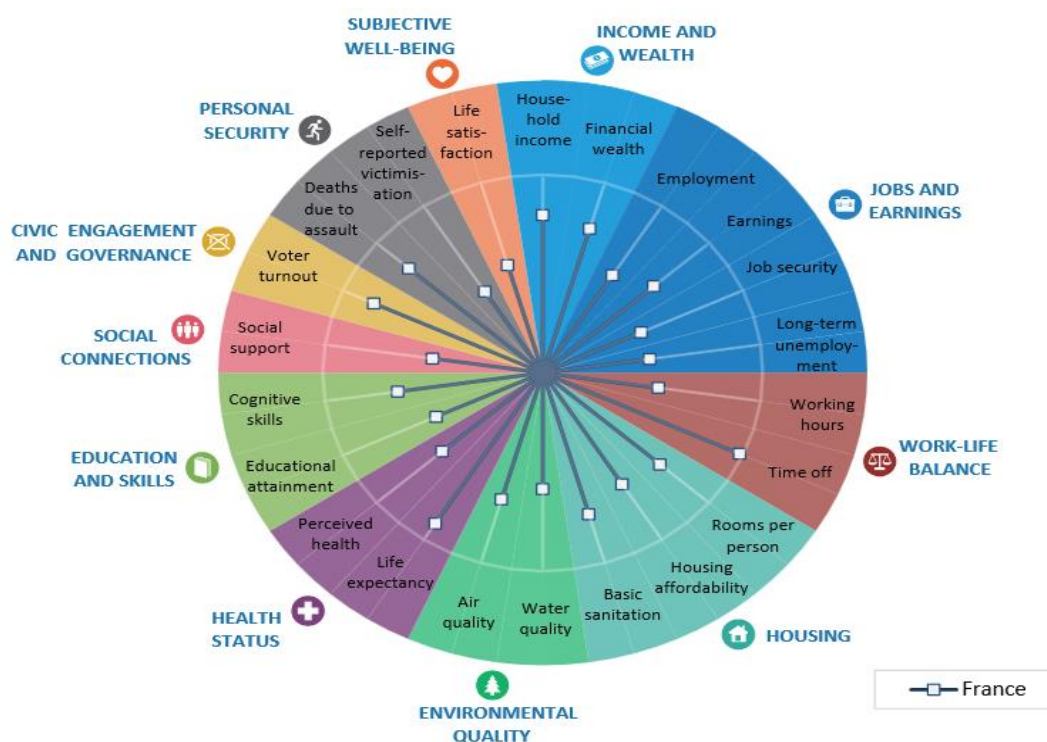 SUBJECTIVE
WELL-BEING
INCOME AND
WEALTH
PERSONAL
SECURITY
JOBS AND
EARNINGS
CIVIC ENGAGEMENT
AND GOVERNANCE
SOCIAL
CONNECTIONS
WORK-LIFE
BALANCE
EDUCATION
AND SKILLS
HEALTH
STATUS
HOUSING
ENVIRONMENTAL
QUALITY
House-
hold
income
Financial
wealth
Employment
Earnings
Job security
Long-term
unemploy-
ment
Working
hours
Time off
Rooms per
person
Housing
affordability
Basic
sanitation
Water
quality
Air
quality
Life
expectancy
Perceived
health
Educational
attainment
Cognitive
skills
Social
support
Voter
turnout
Deaths
due to
assault
Self-
reported
victimis-
ation
Life
satis-
faction
France